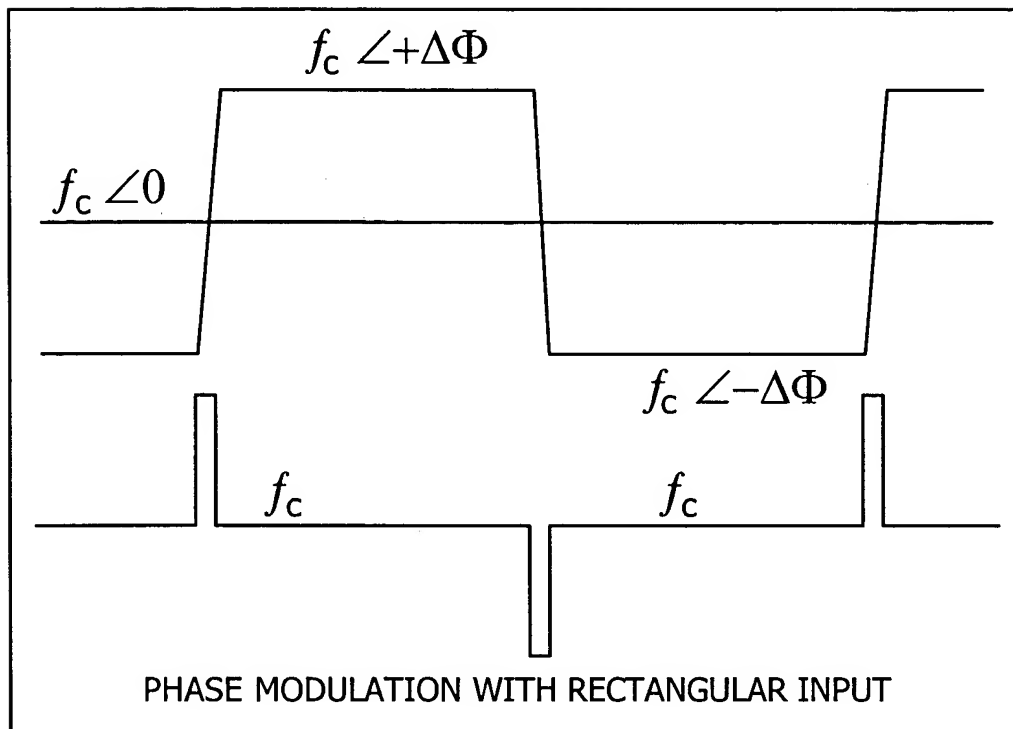 fc ∠+ΔΦ
fc ∠0
fc ∠−ΔΦ
fc fc
PHASE MODULATION WITH RECTANGULAR INPUT